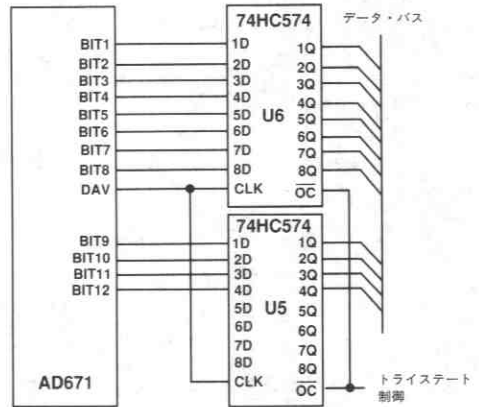 74HC574
データ・バス
BIT1
BIT2
BIT3
BIT4
BIT5
BIT6
BIT7
BIT8
DAV
1D
2D
3D
4D
5D
6D
7D
8D
CLK
U6
1Q
2Q
3Q
4Q
5Q
6Q
7Q
8Q
OC
74HC574
BIT9
BIT10
BIT11
BIT12
1D
2D
3D
4D
5D
6D
7D
8D
CLK
U5
1Q
2Q
3Q
4Q
5Q
6Q
7Q
8Q
OC
AD671
トライステート
制御